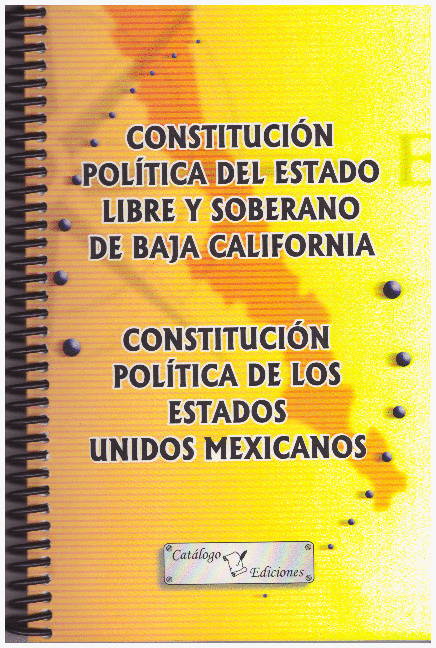 CONSTITUCIÓN
POLÍTICA DEL ESTADO
LIBRE Y SOBERANO
DE BAJA CALIFORNIA
E
CONSTITUCIÓN
POLÍTICA DE LOS
ESTADOS
UNIDOS MEXICANOS
Catálogo
Ediciones